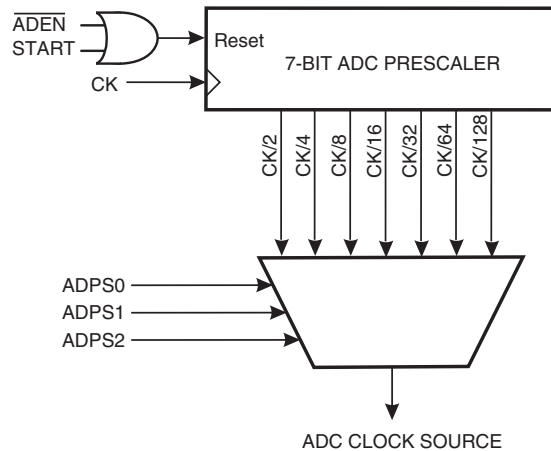 ADEN
START
Reset
7-BIT ADC PRESCALER
CK
CK/2
CK/4
CK/8
CK/16
CK/32
CK/64
CK/128
ADPS0
ADPS1
ADPS2
ADC CLOCK SOURCE